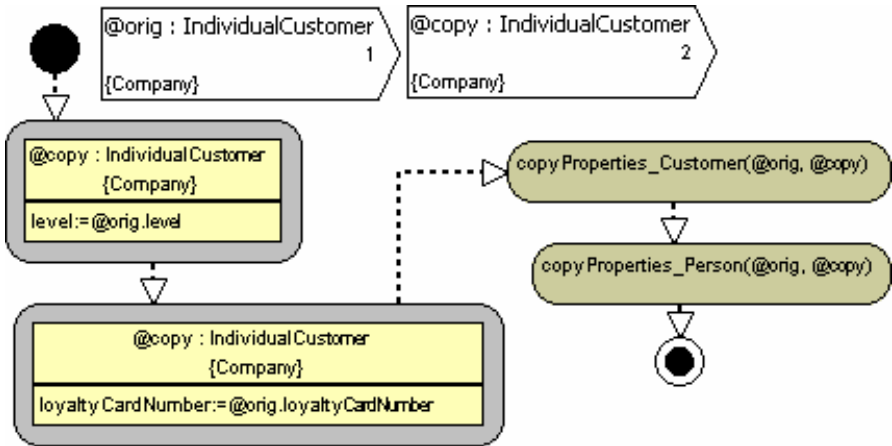 @orig : IndividualCustomer
1
{Company}
@copy : IndividualCustomer
2
{Company}
@copy : IndividualCustomer
{Company}
level:=@orig.level
copyProperties_Customer(@orig, @copy)
copyProperties_Person(@orig, @copy)
@copy : IndividualCustomer
{Company}
loyaltyCardNumber:=@orig.loyaltyCardNumber